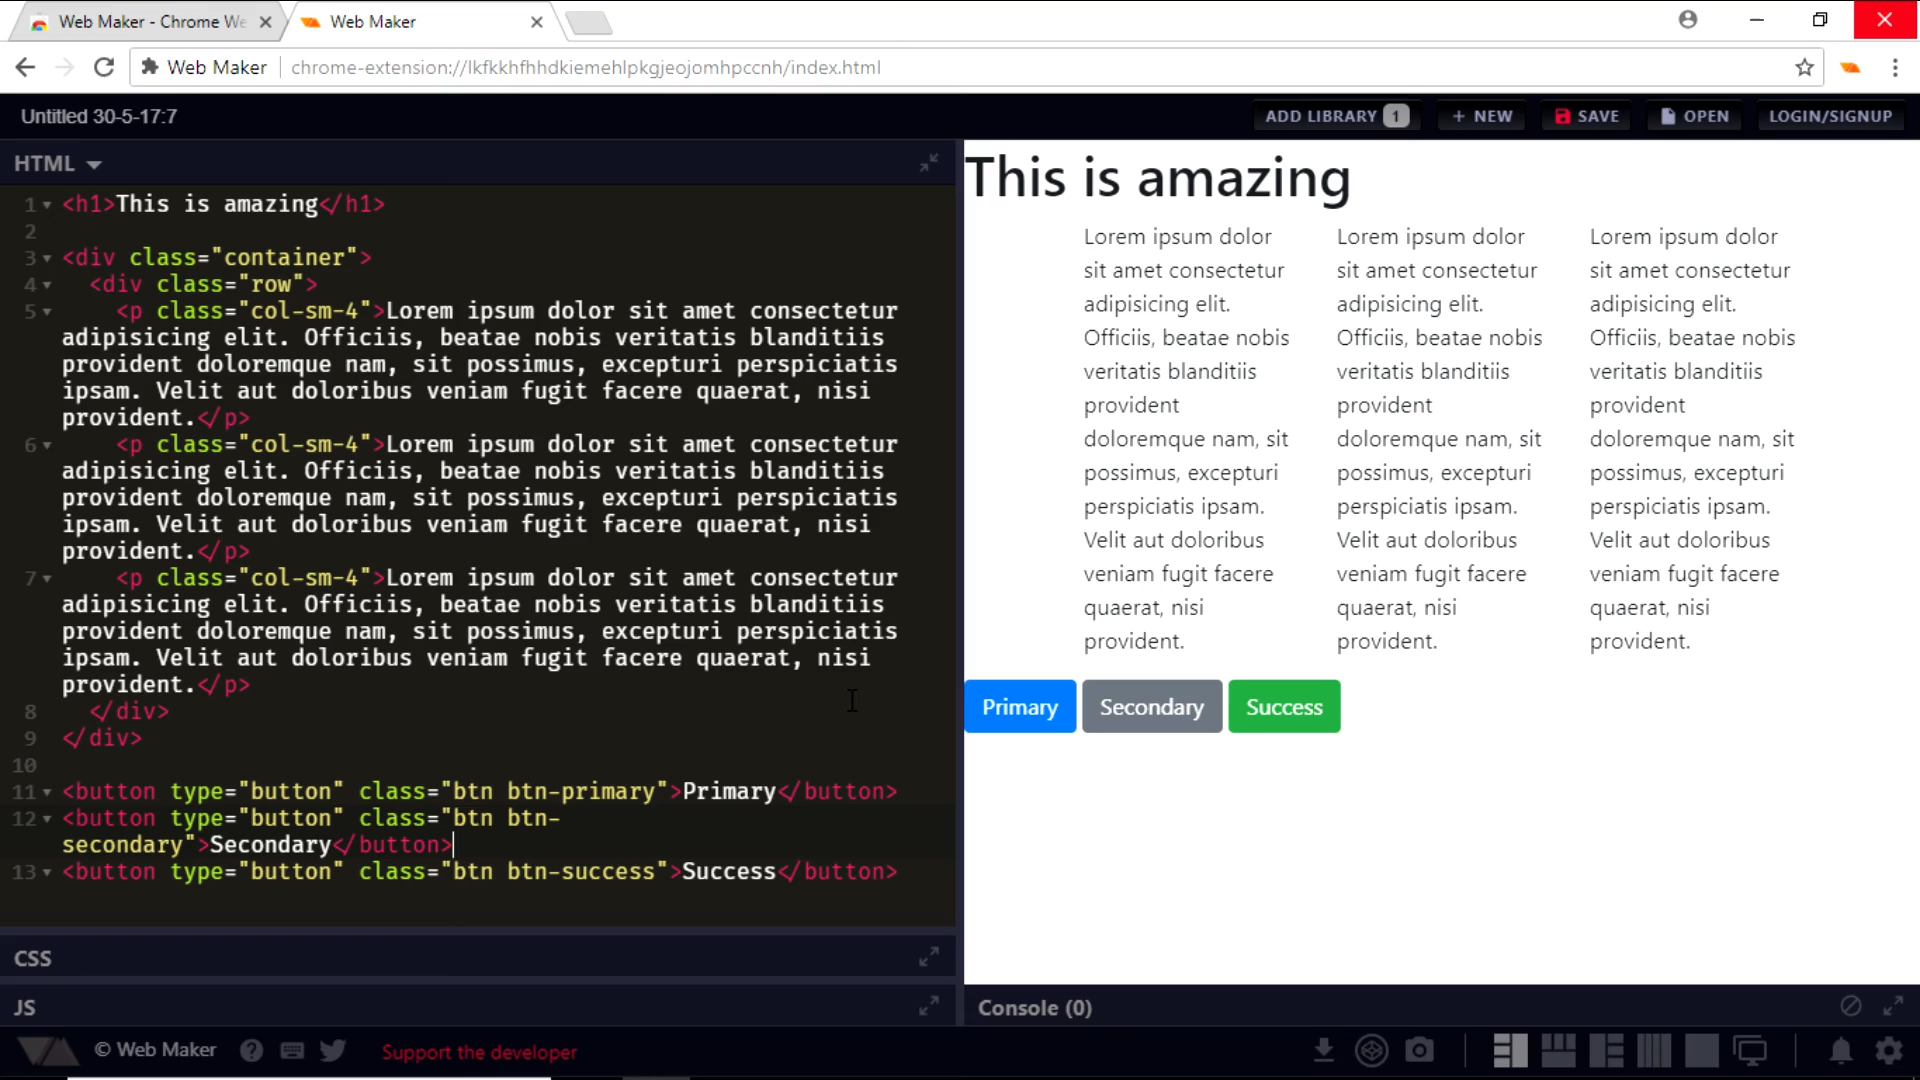 Web Maker - Chrome We
Web Maker
Web Maker
chrome-extension://lkfkkhfhhdkiemehlpkgjeojomhpccnh/index.html
Untitled 30-5-17:7
ADD LIBRARY 1
+ NEW
SAVE
OPEN
LOGIN/SIGNUP
HTML
1 <h1>This is amazing</h1>
2
3 <div class="container">
4 <div class="row">
5 <p class="col-sm-4">Lorem ipsum dolor sit amet consectetur
adipisicing elit. Officiis, beatae nobis veritatis blanditiis
provident doloremque nam, sit possimus, excepturi perspiciatis
ipsam. Velit aut doloribus veniam fugit facere quaerat, nisi
provident.</p>
6 <p class="col-sm-4">Lorem ipsum dolor sit amet consectetur
adipisicing elit. Officiis, beatae nobis veritatis blanditiis
provident doloremque nam, sit possimus, excepturi perspiciatis
ipsam. Velit aut doloribus veniam fugit facere quaerat, nisi
provident.</p>
7 <p class="col-sm-4">Lorem ipsum dolor sit amet consectetur
adipisicing elit. Officiis, beatae nobis veritatis blanditiis
provident doloremque nam, sit possimus, excepturi perspiciatis
ipsam. Velit aut doloribus veniam fugit facere quaerat, nisi
provident.</p>
8 </div>
9 </div>
10
11 <button type="button" class="btn btn-primary">Primary</button>
12 <button type="button" class="btn btn-
secondary">Secondary</button>
13 <button type="button" class="btn btn-success">Success</button>
CSS
JS
This is amazing
Lorem ipsum dolor
sit amet consectetur
adipisicing elit.
Officiis, beatae nobis
veritatis blanditiis
provident
doloremque nam, sit
possimus, excepturi
perspiciatis ipsam.
Velit aut doloribus
veniam fugit facere
quaerat, nisi
provident.
Lorem ipsum dolor
sit amet consectetur
adipisicing elit.
Officiis, beatae nobis
veritatis blanditiis
provident
doloremque nam, sit
possimus, excepturi
perspiciatis ipsam.
Velit aut doloribus
veniam fugit facere
quaerat, nisi
provident.
Lorem ipsum dolor
sit amet consectetur
adipisicing elit.
Officiis, beatae nobis
veritatis blanditiis
provident
doloremque nam, sit
possimus, excepturi
perspiciatis ipsam.
Velit aut doloribus
veniam fugit facere
quaerat, nisi
provident.
Primary
Secondary
Success
Console (0)
© Web Maker
?
Support the developer